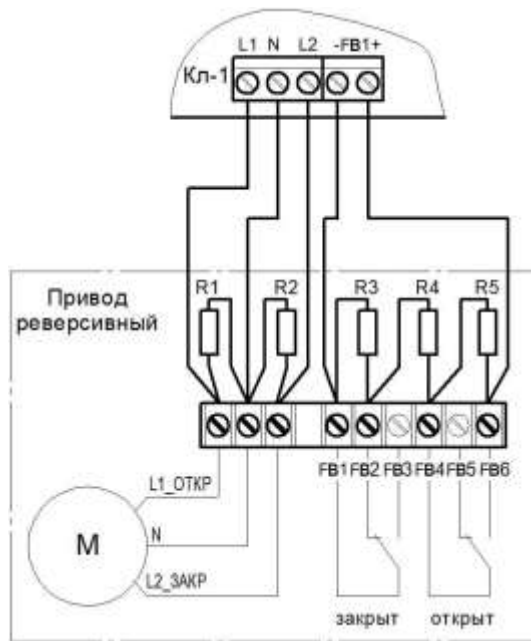 L1 N L2 -FB1+
Кл-1
Привод
реверсивный
R1 R2 R3 R4 R5
FB1 FB2 FB3 FB4 FB5 FB6
L1_ОТКР
N
L2_ЗАКР
М
закрыт открыт